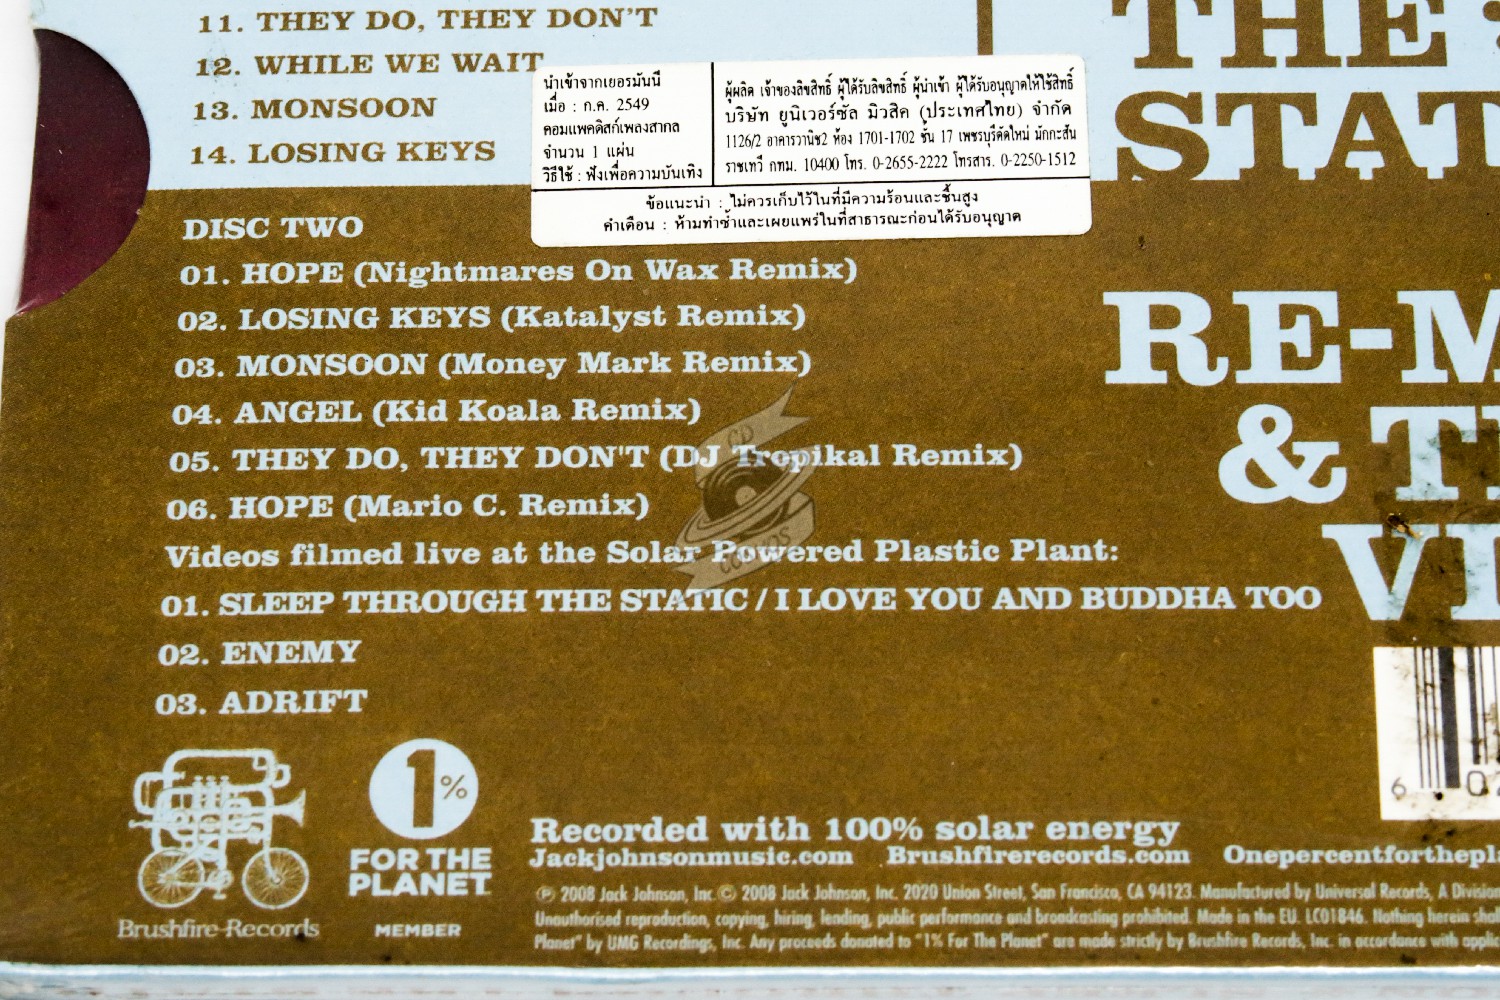 11. THEY DO, THEY DON'T
12. WHILE WE WAIT
13. MONSOON
14. LOSING KEYS
THE
STAT
นำเข้าจากเยอรมันนี
เมื่อ : ก.ค. 2549
คอมแพคดิสก์เพลงสากล
จำนวน 1 แผ่น
วิธีใช้ : ฟังเพื่อความบันเทิง
ผู้ผลิต เจ้าของลิขสิทธิ์ ผู้ได้รับลิขสิทธิ์ ผู้นำเข้า ผู้ได้รับอนุญาตให้ใช้สิทธิ์
บริษัท ยูนิเวอร์ซัล มิวสิค (ประเทศไทย) จำกัด
1126/2 อาคารวานิช2 ห้อง 1701-1702 ชั้น 17 เพชรบุรีตัดใหม่ มักกะสัน
ราชเทวี กทม. 10400 โทร. 0-2655-2222 โทรสาร. 0-2250-1512
ข้อแนะนำ : ไม่ควรเก็บไว้ในที่มีความร้อนและชื้นสูง
คำเตือน : ห้ามทำซ้ำและเผยแพร่ในที่สาธารณะก่อนได้รับอนุญาต
DISC TWO
01. HOPE (Nightmares On Wax Remix)
02. LOSING KEYS (Katalyst Remix)
03. MONSOON (Money Mark Remix)
04. ANGEL (Kid Koala Remix)
05. THEY DO, THEY DON'T (DJ Tropikal Remix)
06. HOPE (Mario C. Remix)
Videos filmed live at the Solar Powered Plastic Plant:
01. SLEEP THROUGH THE STATIC / I LOVE YOU AND BUDDHA TOO
02. ENEMY
03. ADRIFT
RE-M
& T
VI
CD
COSMOS
6 02
Brushfire Records
1%
FOR THE
PLANET
MEMBER
Recorded with 100% solar energy
Jackjohnsonmusic.com Brushfirerecords.com Onepercentforthepla
℗ 2008 Jack Johnson, Inc. © 2008 Jack Johnson, Inc. 2020 Union Street, San Francisco, CA 94123. Manufactured by Universal Records, A Division
Unauthorised reproduction, copying, hiring, lending, public performance and broadcasting prohibited. Made in the EU. LC01846. Nothing herein shal
Planet" by UMG Recordings, Inc. Any proceeds donated to "1% For The Planet" are made strictly by Brushfire Records, Inc. in accordance with applic